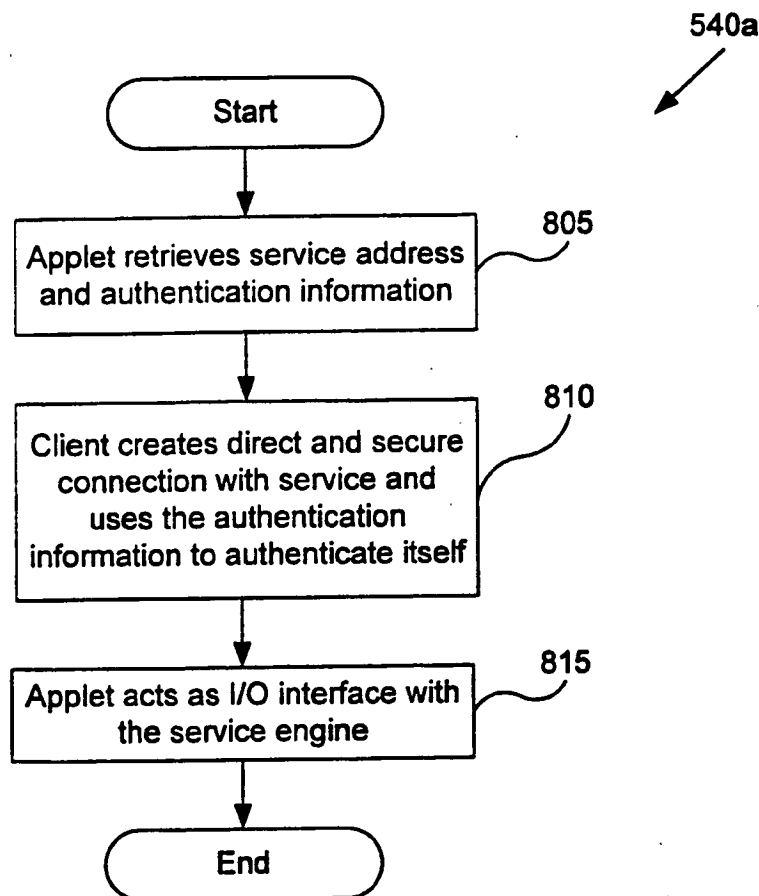 540a
Start
805
Applet retrieves service address
and authentication information
810
Client creates direct and secure
connection with service and
uses the authentication
information to authenticate itself
815
Applet acts as I/O interface with
the service engine
End